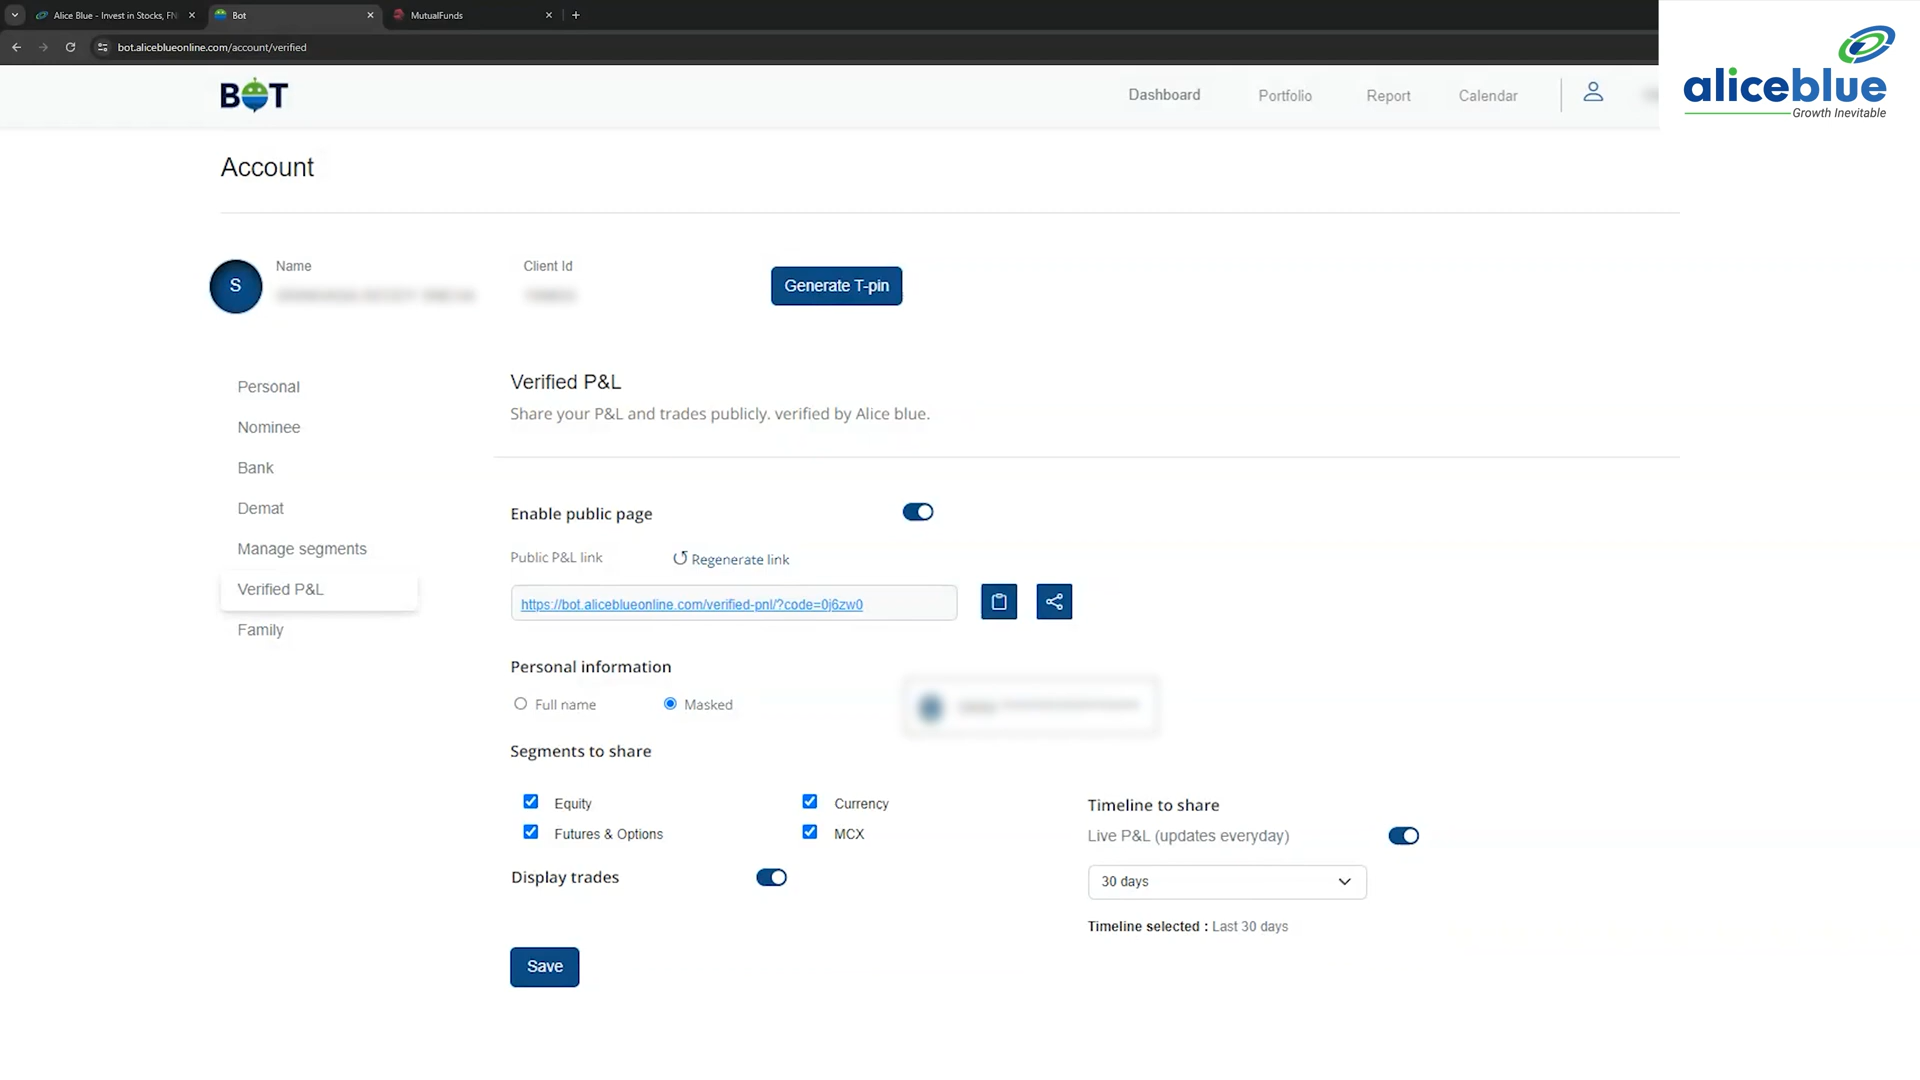 Alice Blue - Invest in Stocks, FN
Bot
MutualFunds
bot.aliceblueonline.com/account/verified
BOT
Dashboard
Portfolio
Report
Calendar
aliceblue
Growth Inevitable
Account
S
Name
Client Id
Generate T-pin
Personal
Nominee
Bank
Demat
Manage segments
Verified P&L
Family
Verified P&L
Share your P&L and trades publicly. verified by Alice blue.
Enable public page
Public P&L link
Regenerate link
https://bot.aliceblueonline.com/verified-pnl/?code=0j6zw0
Personal information
Full name
Masked
Segments to share
Equity
Currency
Futures & Options
MCX
Display trades
Timeline to share
Live P&L (updates everyday)
30 days
Timeline selected : Last 30 days
Save